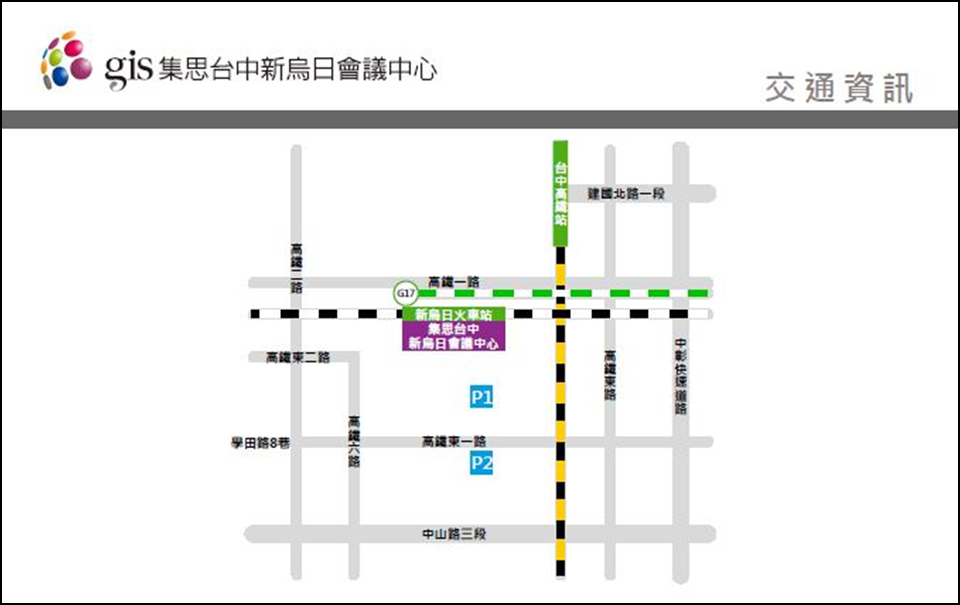 gis 集思台中新烏日會議中心
交通資訊
台中高鐵站
建國北路一段
高鐵二路
高鐵一路
G17
新烏日火車站
集思台中
新烏日會議中心
高鐵東二路
高鐵東路
中彰快速道路
P1
高鐵六路
學田路8巷
高鐵東一路
P2
中山路三段